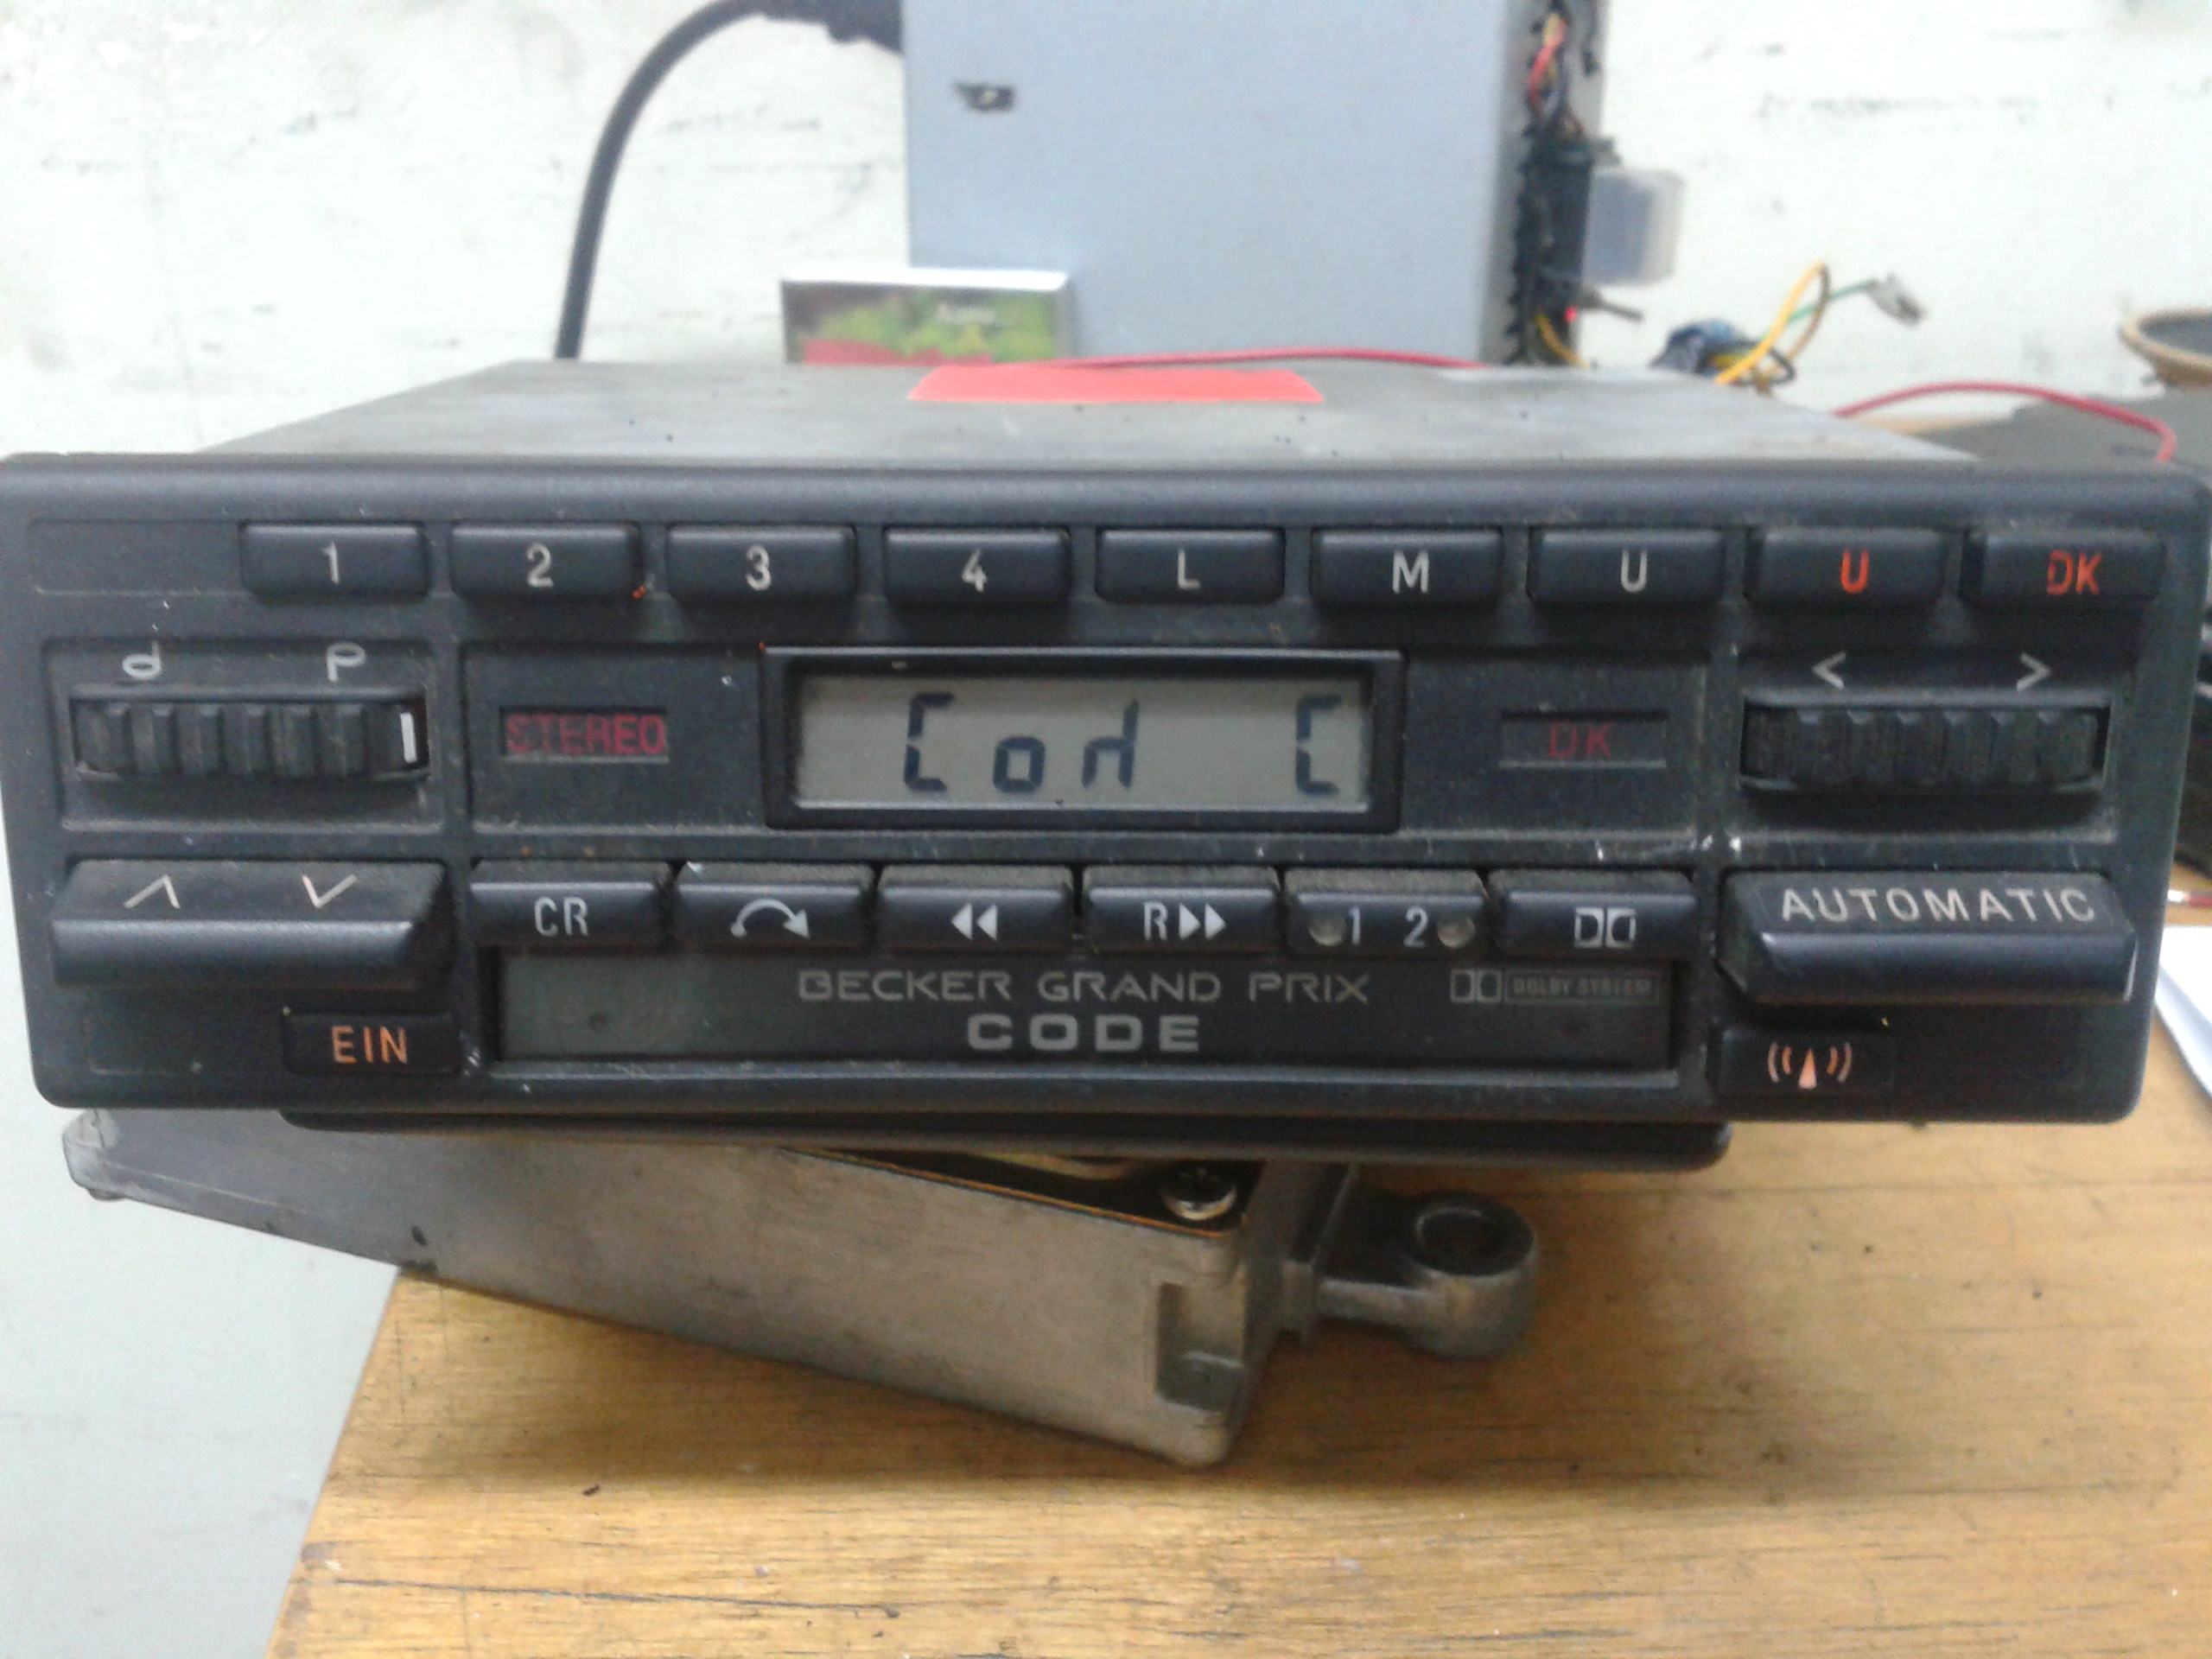 1 2 3 4 L M U U DK
< >
STEREO Cod C DK
CR R 1 2 AUTOMATIC
BECKER GRAND PRIX DOLBY SYSTEM
CODE
EIN